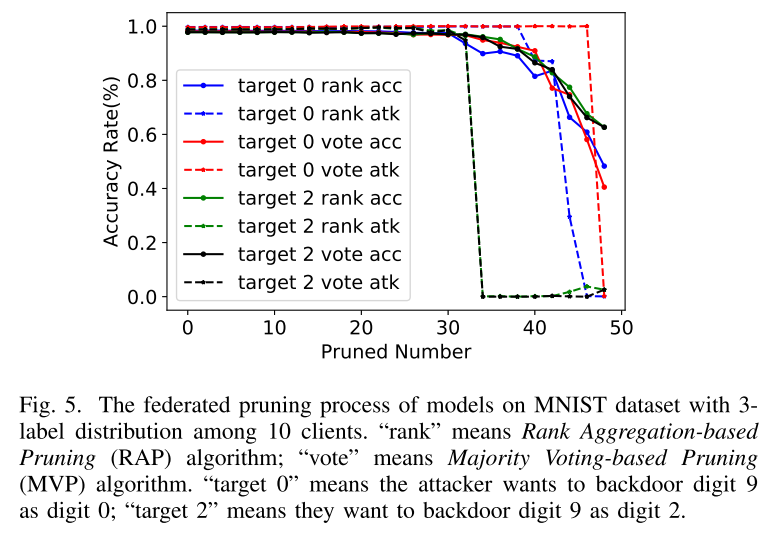 1.0
0.8
0.6
0.4
0.2
0.0
Accuracy Rate(%)
target 0 rank acc
target 0 rank atk
target 0 vote acc
target 0 vote atk
target 2 rank acc
target 2 rank atk
target 2 vote acc
target 2 vote atk
0 10 20 30 40 50
Pruned Number
Fig. 5. The federated pruning process of models on MNIST dataset with 3-
label distribution among 10 clients. “rank” means Rank Aggregation-based
Pruning (RAP) algorithm; “vote” means Majority Voting-based Pruning
(MVP) algorithm. “target 0” means the attacker wants to backdoor digit 9
as digit 0; “target 2” means they want to backdoor digit 9 as digit 2.